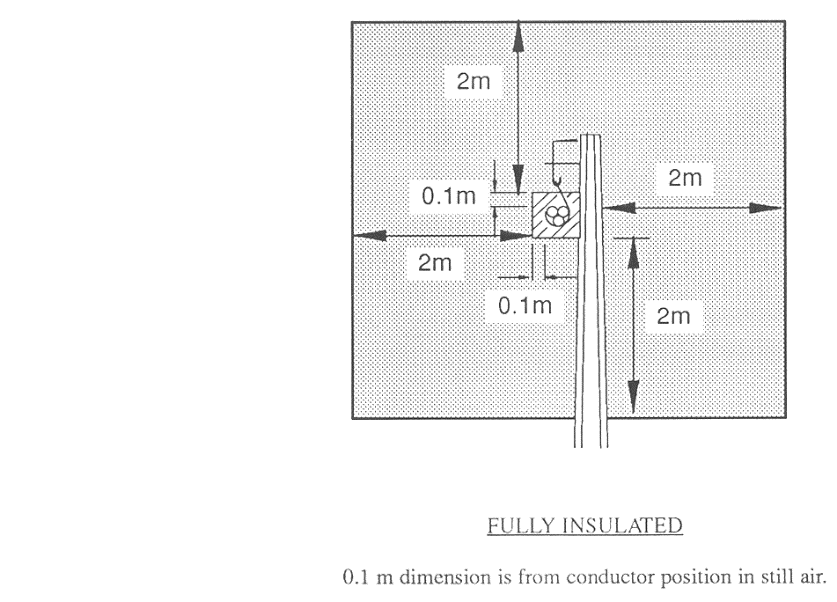 2m
2m
0.1m
2m
0.1m
2m
FULLY INSULATED
0.1 m dimension is from conductor position in still air.